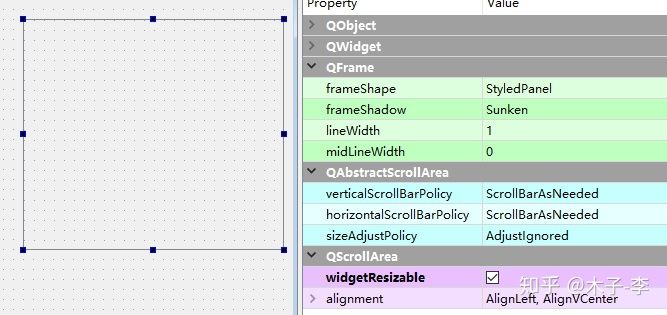 Property Value
QObject
QWidget
QFrame
frameShape StyledPanel
frameShadow Sunken
lineWidth 1
midLineWidth 0
QAbstractScrollArea
verticalScrollBarPolicy ScrollBarAsNeeded
horizontalScrollBarPolicy ScrollBarAsNeeded
sizeAdjustPolicy AdjustIgnored
QScrollArea
widgetResizable
知乎 @木子-李
alignment AlignLeft, AlignVCenter